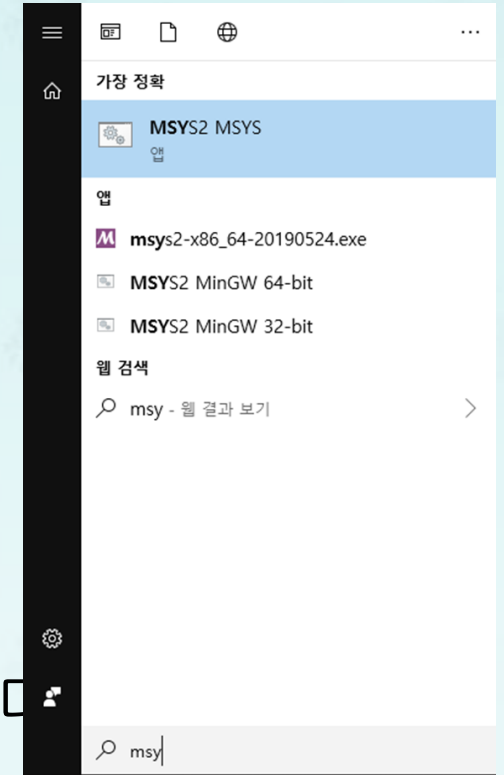 가장 정확
MSYS2 MSYS
앱
앱
msys2-x86_64-20190524.exe
MSYS2 MinGW 64-bit
MSYS2 MinGW 32-bit
웹 검색
msy - 웹 결과 보기
msy